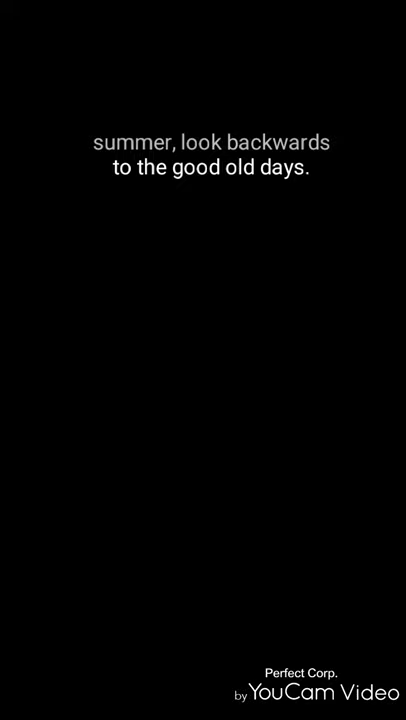 summer, look backwards
to the good old days.
Perfect Corp.
by YouCam Video